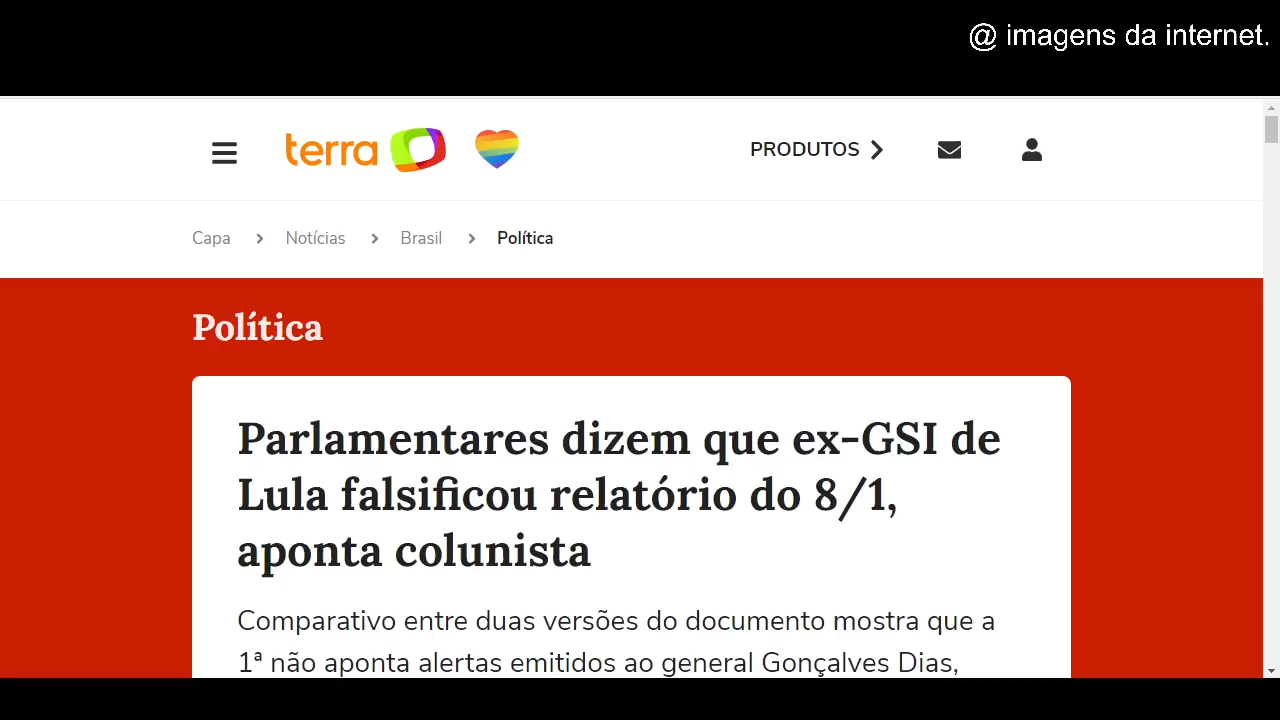 @ imagens da internet.
terra
PRODUTOS
Capa > Notícias > Brasil > Política
Política
Parlamentares dizem que ex-GSI de
Lula falsificou relatório do 8/1,
aponta colunista
Comparativo entre duas versões do documento mostra que a
1ª não aponta alertas emitidos ao general Gonçalves Dias,